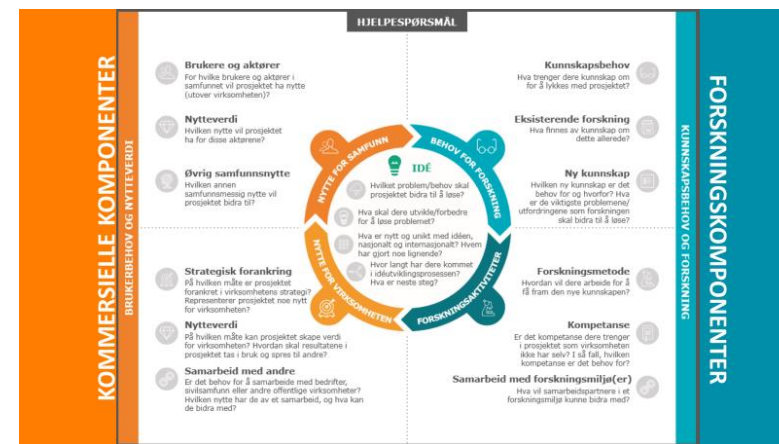 HJELPESPØRSMÅL
KOMMERSIELLE KOMPONENTER
BRUKERBEHOV OG NYTTEVERDI
Brukere og aktører
For hvilke brukere og aktører i
samfunnet vil prosjektet ha nytte
(utover virksomheten)?
Nytteverdi
Hvilken nytte vil prosjektet
ha for disse aktørene?
Øvrig samfunnsnytte
Hvilken annen
samfunnsmessig nytte vil
prosjektet bidra til?
Strategisk forankring
På hvilken måte er prosjektet
forankret i virksomhetens strategi?
Representerer prosjektet noe nytt
for virksomheten?
Nytteverdi
På hvilken måte kan prosjektet skape verdi
for virksomheten? Hvordan skal resultatene i
prosjektet tas i bruk og spres til andre?
Samarbeid med andre
Er det behov for å samarbeide med bedrifter,
sivilsamfunn eller andre offentlige virksomheter?
Hvilken nytte har de av et samarbeid, og hva kan
de bidra med?
NYTTE FOR SAMFUNN
BEHOV FOR FORSKNING
NYTTE FOR VIRKSOMHETEN
FORSKNINGSAKTIVITETER
IDÉ
Hvilket problem/behov skal
prosjektet bidra til å løse?
Hva skal dere utvikle/forbedre
for å løse problemet?
Hva er nytt og unikt med idéen,
nasjonalt og internasjonalt? Hvem
har gjort noe lignende?
Hvor langt har dere kommet
i idéutviklingsprosessen?
Hva er neste steg?
Kunnskapsbehov
Hva trenger dere kunnskap om
for å lykkes med prosjektet?
Eksisterende forskning
Hva finnes av kunnskap om
dette allerede?
Ny kunnskap
Hvilken ny kunnskap er det
behov for og hvorfor? Hva
er de viktigste problemene/
utfordringene som forskningen
skal bidra til å løse?
Forskningsmetode
Hvordan vil dere arbeide for å
få fram den nye kunnskapen?
Kompetanse
Er det kompetanse dere trenger
i prosjektet som virksomheten
ikke har selv? I så fall, hvilken
kompetanse er det behov for?
Samarbeid med forskningsmiljø(er)
Hva vil samarbeidspartnere i et
forskningsmiljø kunne bidra med?
KUNNSKAPSBEHOV OG FORSKNING
FORSKNINGSKOMPONENTER